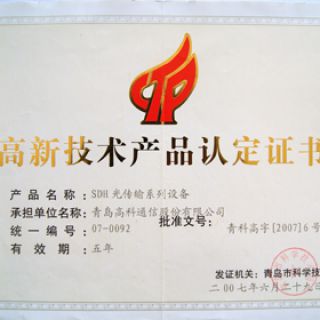 高新技术产品认定证书
产品名称： SDH光传输系列设备
承担单位名称：青岛高科通信股份有限公司
统一编号： 07-0092 批准文号： 青科高字[2007]6号
有效期： 五年
发证机关：青岛市科学技
二00七年六月二十九日